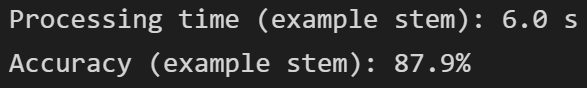 Processing time (example stem): 6.0 s
Accuracy (example stem): 87.9%